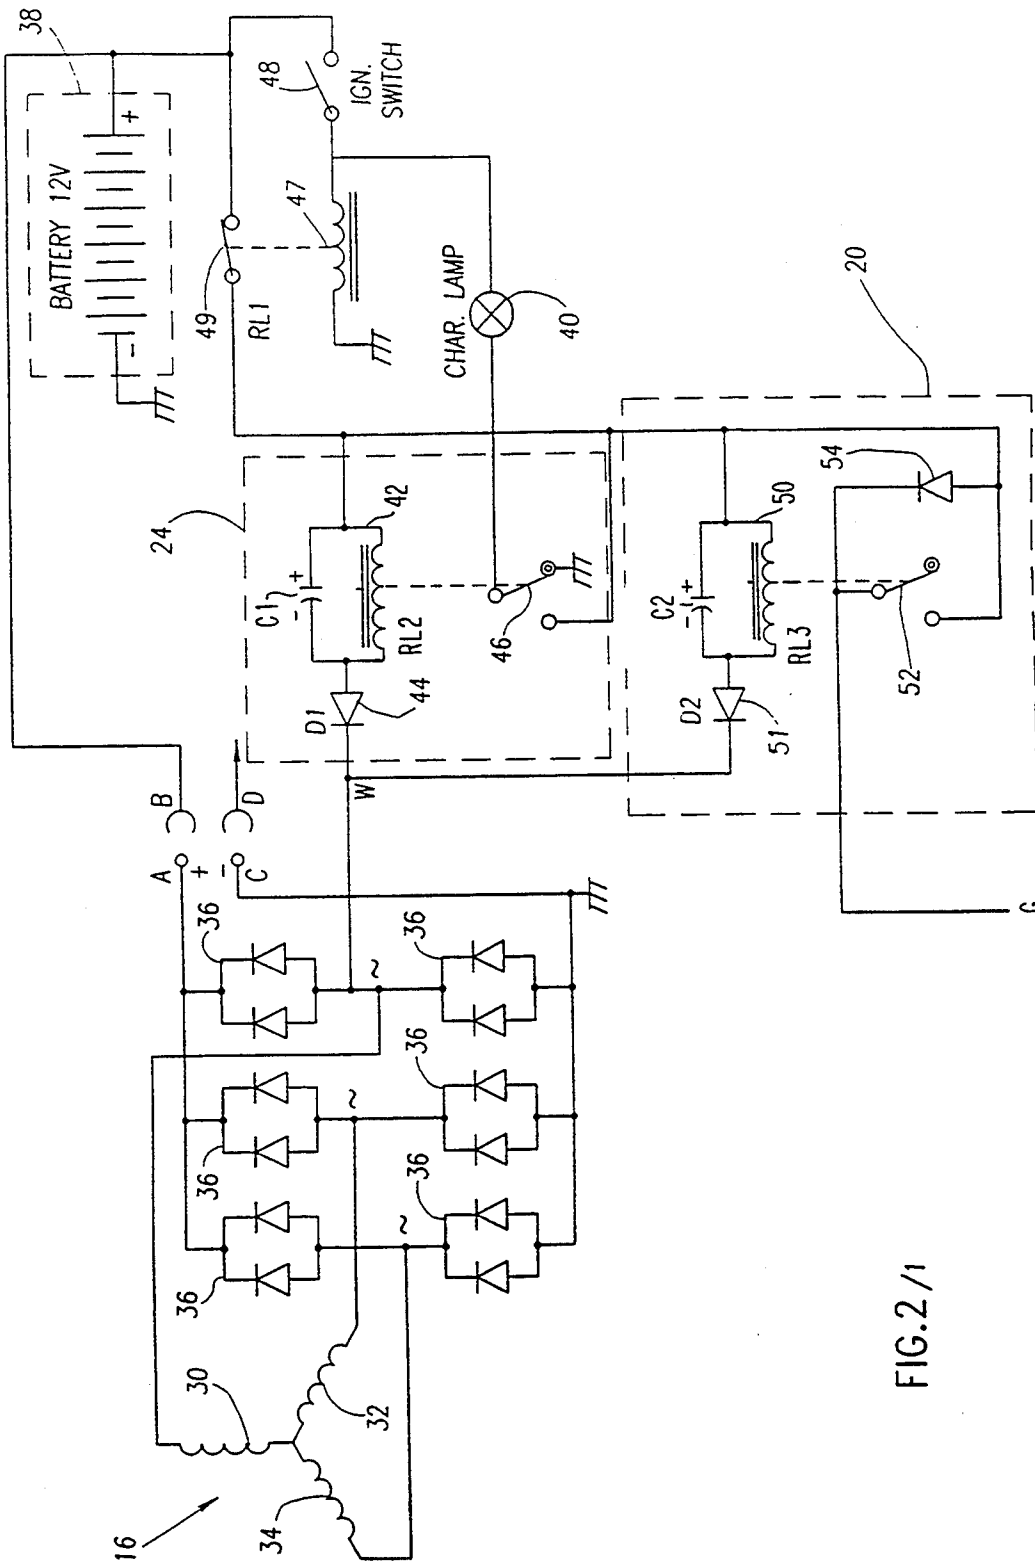 16
30
34
32
36
36
36
36
36
36
~
~
~
A
+
-
C
B
D
W
BATTERY 12V
-
+
38
49
RL1
47
48
IGN.
SWITCH
CHAR. LAMP
40
24
D1
44
C1
-
+
42
RL2
46
20
D2
51
C2
-
+
50
RL3
52
54
G
FIG.2/1